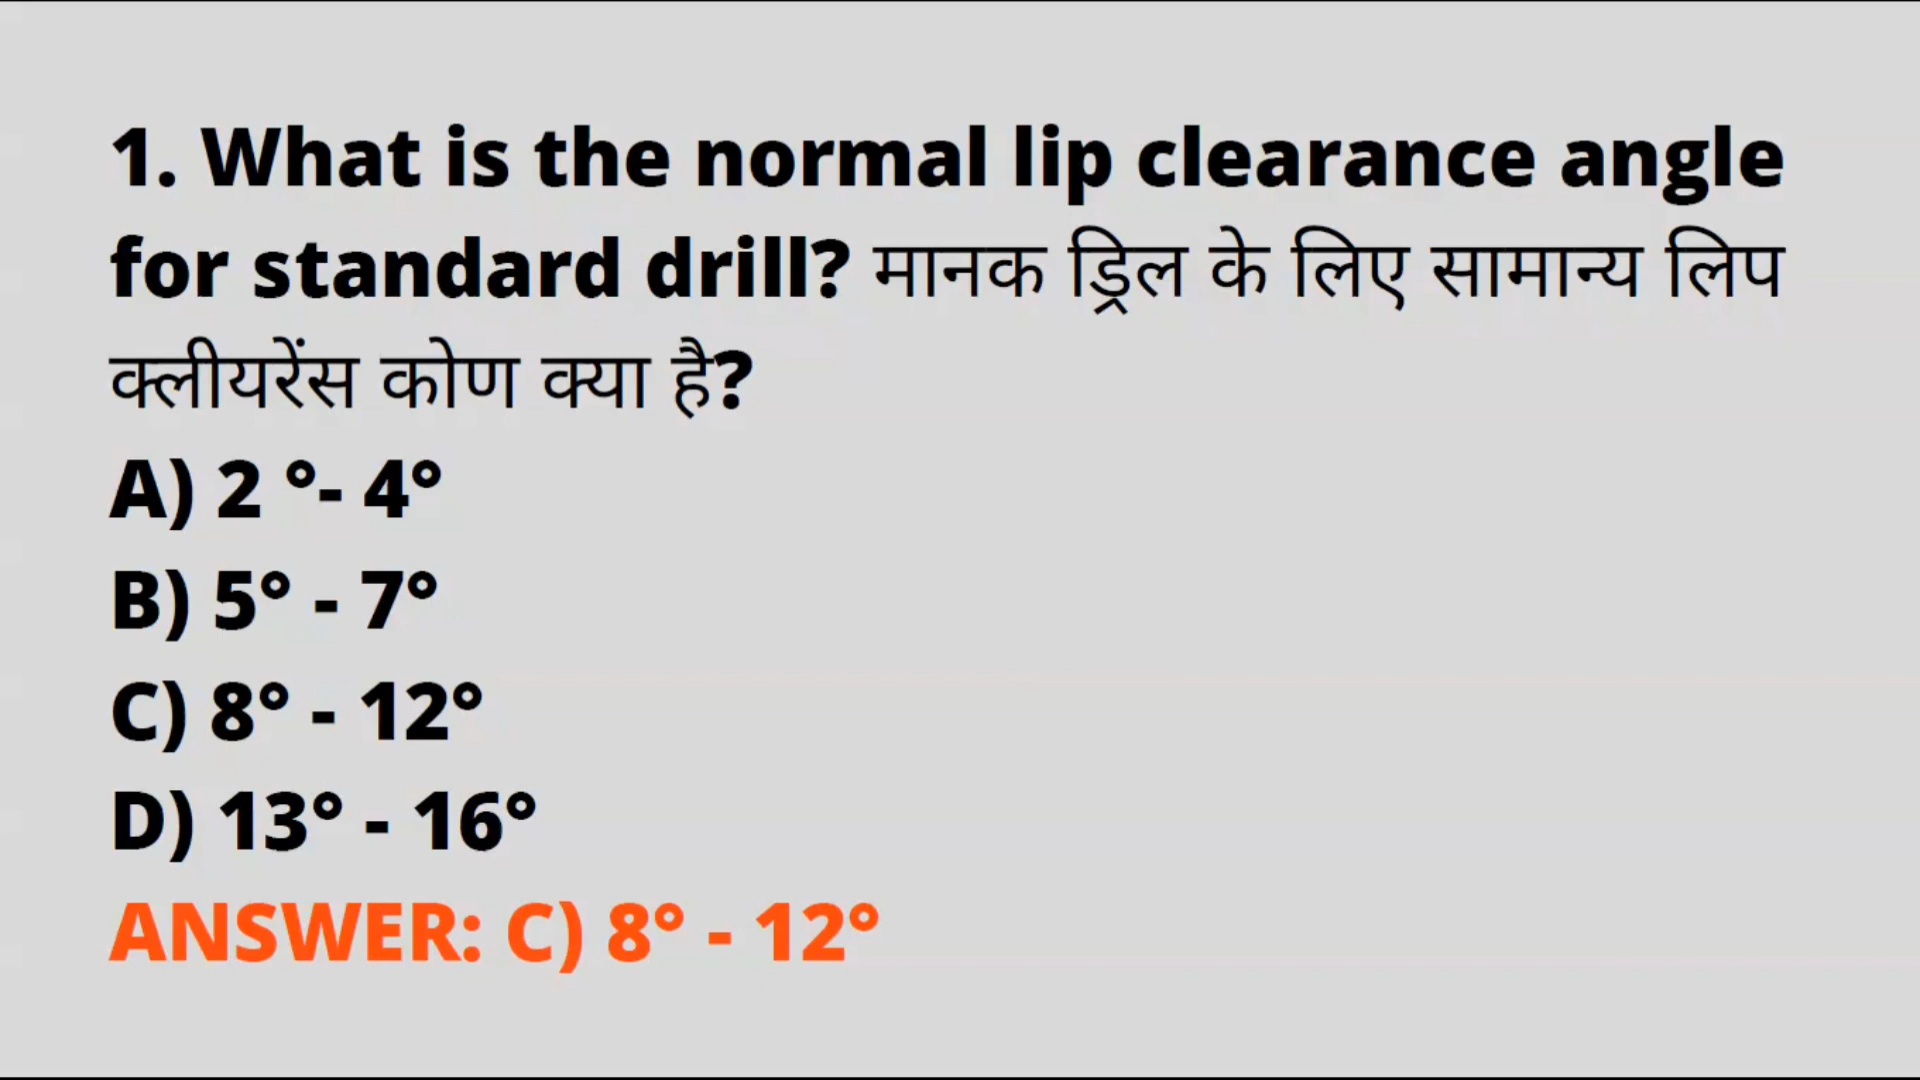 1. What is the normal lip clearance angle
for standard drill? मानक ड्रिल के लिए सामान्य लिप
क्लीयरेंस कोण क्या है?
A) 2 °- 4°
B) 5° - 7°
C) 8° - 12°
D) 13° - 16°
ANSWER: C) 8° - 12°